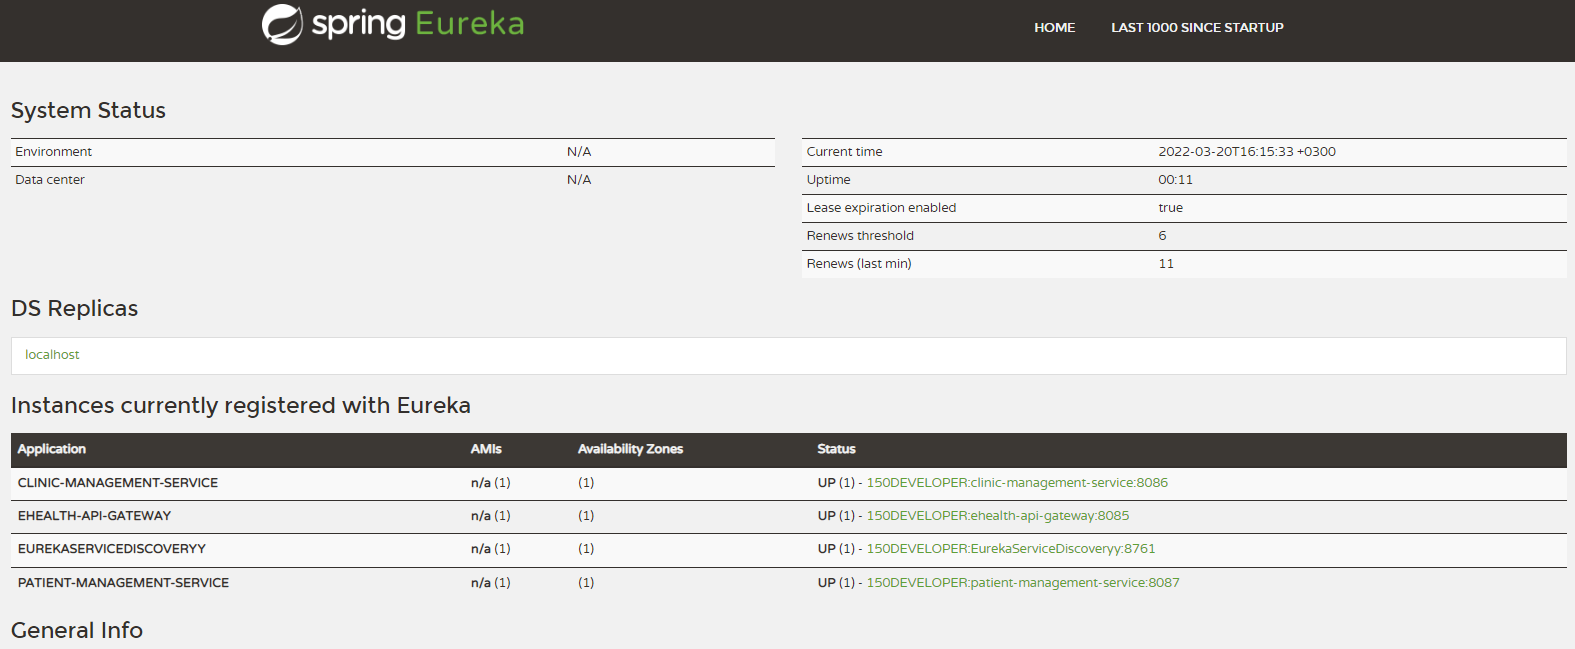 spring Eureka
HOME LAST 1000 SINCE STARTUP
System Status
Environment N/A
Data center N/A
Current time 2022-03-20T16:15:33 +0300
Uptime 00:11
Lease expiration enabled true
Renews threshold 6
Renews (last min) 11
DS Replicas
localhost
Instances currently registered with Eureka
Application AMIs Availability Zones Status
CLINIC-MANAGEMENT-SERVICE n/a (1) (1) UP (1) - 150DEVELOPER:clinic-management-service:8086
EHEALTH-API-GATEWAY n/a (1) (1) UP (1) - 150DEVELOPER:ehealth-api-gateway:8085
EUREKASERVICEDISCOVERYY n/a (1) (1) UP (1) - 150DEVELOPER:EurekaServiceDiscoveryy:8761
PATIENT-MANAGEMENT-SERVICE n/a (1) (1) UP (1) - 150DEVELOPER:patient-management-service:8087
General Info